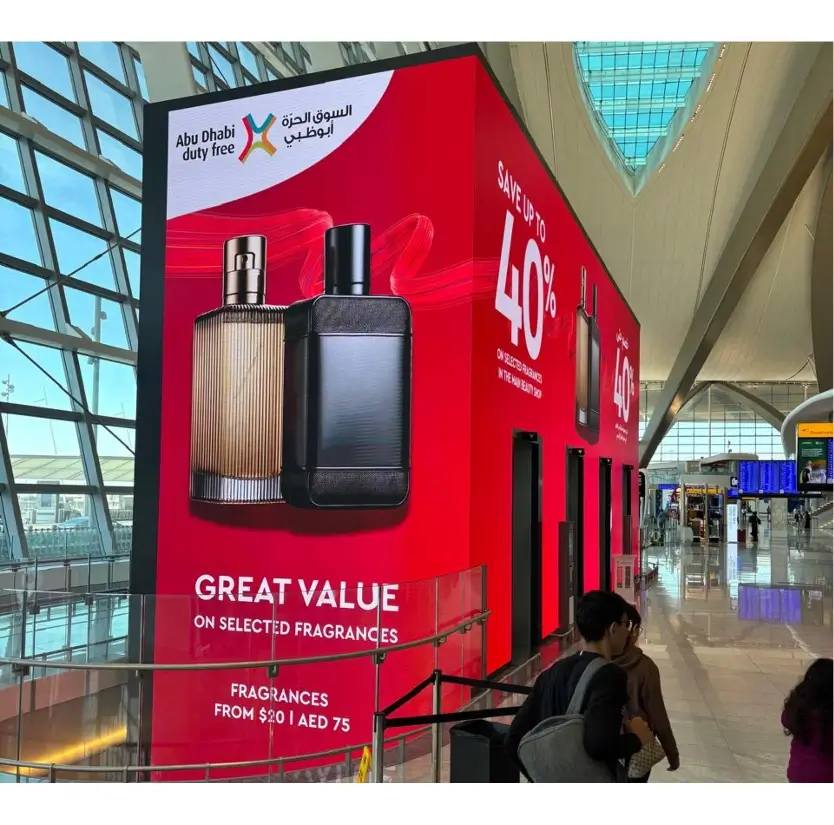 Abu Dhabi
duty free
السوق الحرّة
أبوظبي
GREAT VALUE
ON SELECTED FRAGRANCES
FRAGRANCES
FROM $20 | AED 75
SAVE UP TO
40%
ON SELECTED FRAGRANCES
IN THE MAIN BEAUTY SHOP
40%